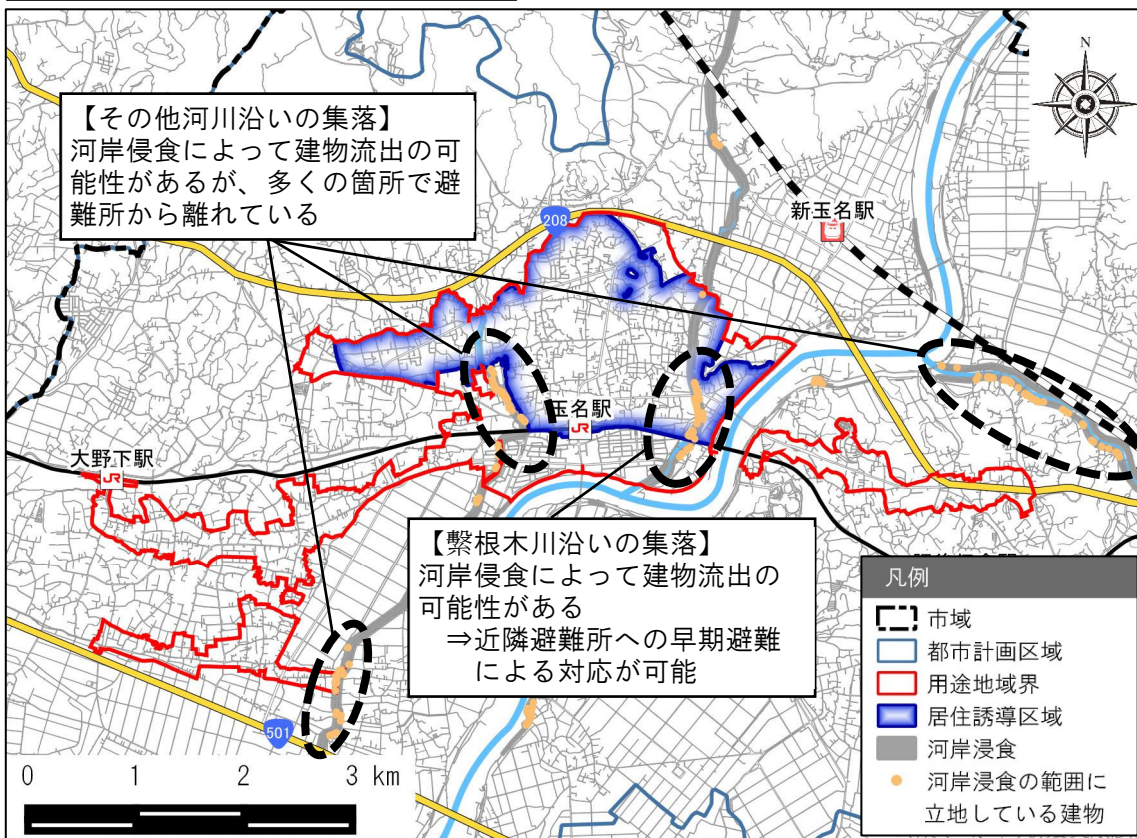 【その他河川沿いの集落】
河岸侵食によって建物流出の可
能性があるが、多くの箇所で避
難所から離れている
N
208
新玉名駅
玉名駅
JR
大野下駅
JR
【繫根木川沿いの集落】
河岸侵食によって建物流出の
可能性がある
⇒近隣避難所への早期避難
による対応が可能
501
0 1 2 3 km
凡例
市域
都市計画区域
用途地域界
居住誘導区域
河岸浸食
河岸浸食の範囲に
立地している建物